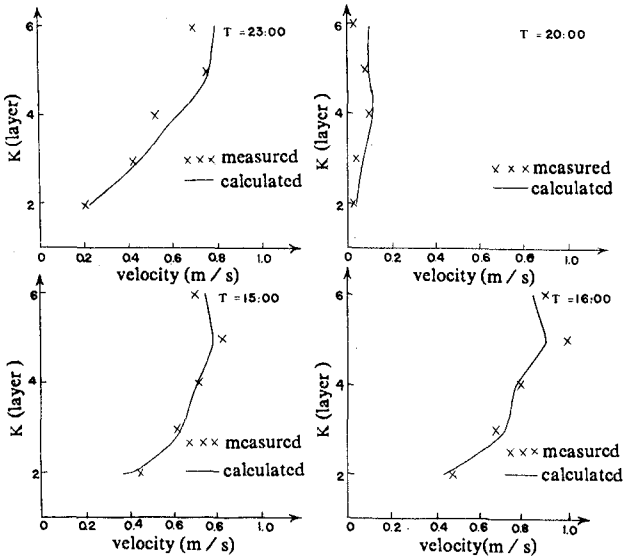 6
T = 23:00
4
K (layer)
××× measured
— calculated
2
0 0.2 0.4 0.6 0.8 1.0
velocity (m / s)
6
T = 20:00
4
K (layer)
× × × measured
— calculated
2
0 0.2 0.4 0.6 0.8 1.0
velocity (m / s)
6
T = 15:00
4
K (layer)
××× measured
— calculated
2
0 0.2 0.4 0.6 0.8 1.0
velocity (m / s)
6
T = 16:00
4
K (layer)
××× measured
— calculated
2
0 0.2 0.4 0.6 0.8 1.0
velocity(m / s)